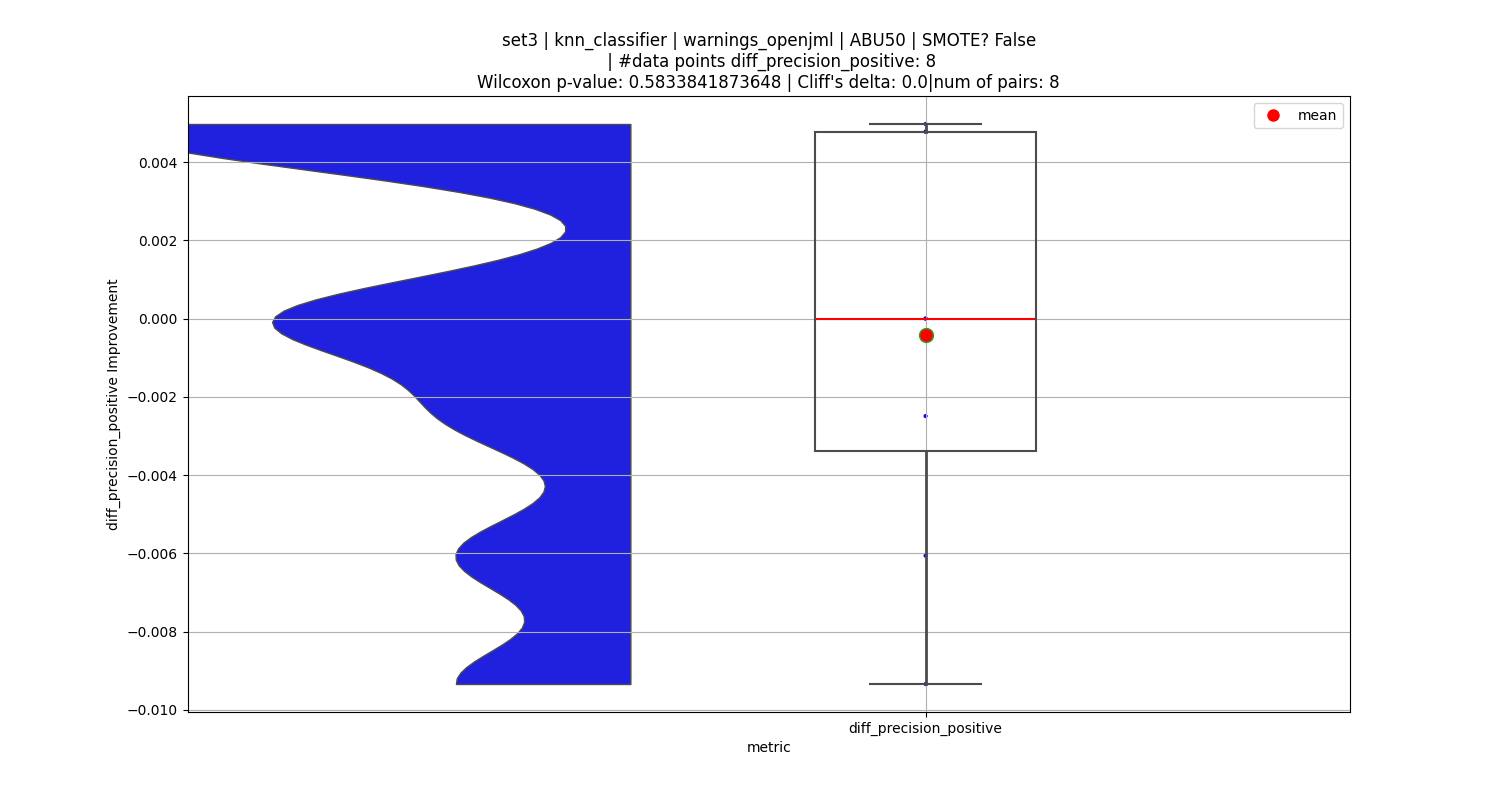 set3 | knn_classifier | warnings_openjml | ABU50 | SMOTE? False
| #data points diff_precision_positive: 8
Wilcoxon p-value: 0.5833841873648 | Cliff's delta: 0.0|num of pairs: 8
mean
0.004
0.002
0.000
−0.002
−0.004
−0.006
−0.008
−0.010
diff_precision_positive Improvement
diff_precision_positive
metric